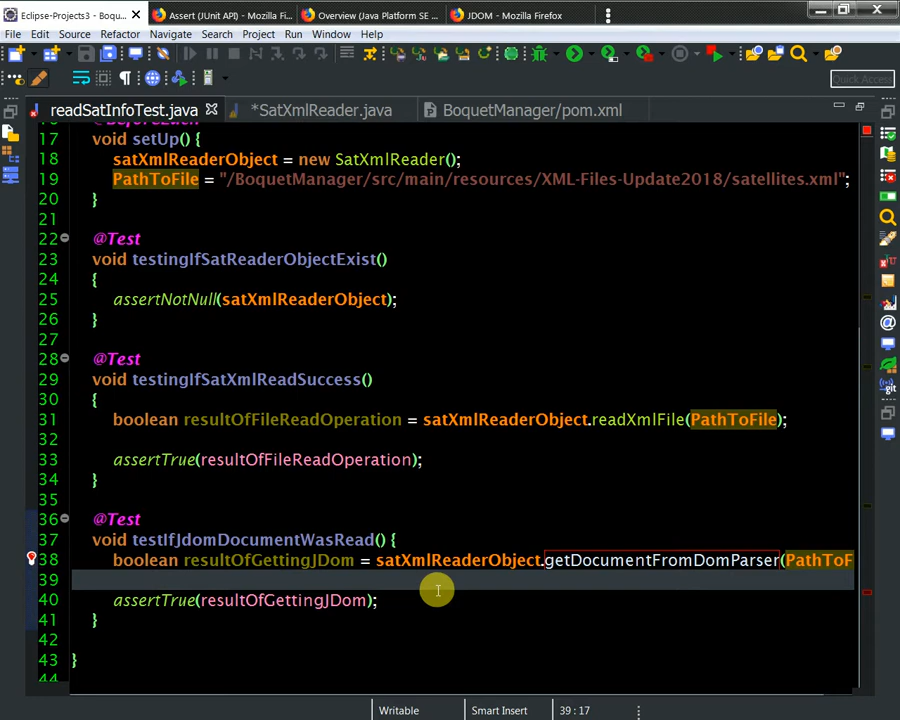 Eclipse-Projects3 - Boqu...
Assert (JUnit API) - Mozilla Fi...
Overview (Java Platform SE ...
JDOM - Mozilla Firefox
File Edit Source Refactor Navigate Search Project Run Window Help
Quick Access
readSatInfoTest.java
*SatXmlReader.java
BoquetManager/pom.xml
17 void setUp() {
18 satXmlReaderObject = new SatXmlReader();
19 PathToFile = "/BoquetManager/src/main/resources/XML-Files-Update2018/satellites.xml";
20 }
21
22 @Test
23 void testingIfSatReaderObjectExist()
24 {
25 assertNotNull(satXmlReaderObject);
26 }
27
28 @Test
29 void testingIfSatXmlReadSuccess()
30 {
31 boolean resultOfFileReadOperation = satXmlReaderObject.readXmlFile(PathToFile);
32
33 assertTrue(resultOfFileReadOperation);
34 }
35
36 @Test
37 void testIfJdomDocumentWasRead() {
38 boolean resultOfGettingJDom = satXmlReaderObject.getDocumentFromDomParser(PathToF
39
40 assertTrue(resultOfGettingJDom);
41 }
42
43 }
44
Writable Smart Insert 39 : 17